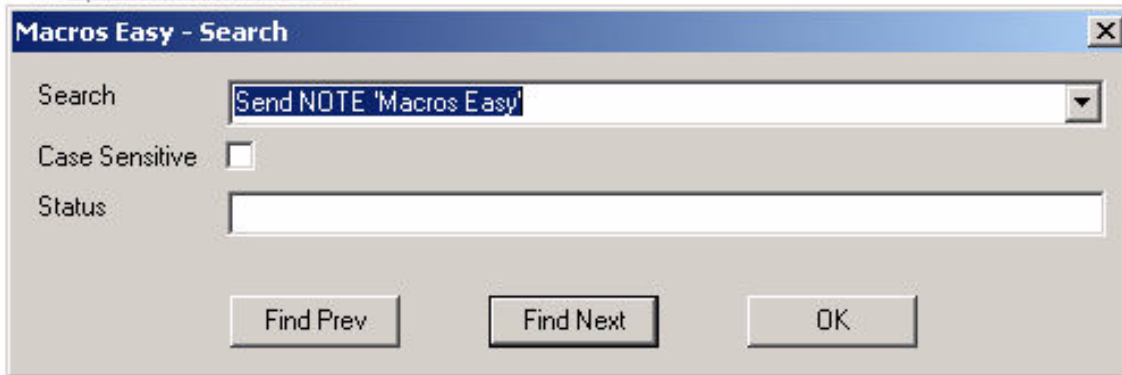 Macros Easy - Search
Search
Send NOTE 'Macros Easy'
Case Sensitive
Status
Find Prev
Find Next
OK